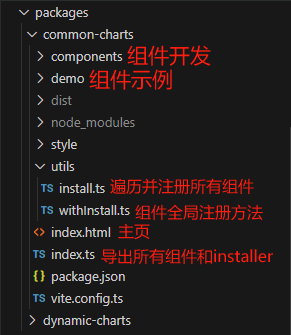 packages
common-charts
components 组件开发
demo 组件示例
dist
node_modules
style
utils
TS install.ts 遍历并注册所有组件
TS withInstall.ts 组件全局注册方法
<> index.html 主页
TS index.ts 导出所有组件和installer
{} package.json
TS vite.config.ts
dynamic-charts